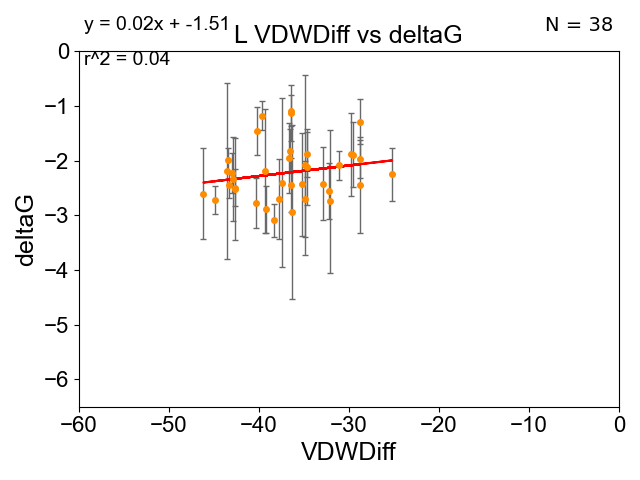 y = 0.02x + -1.51
N = 38
L VDWDiff vs deltaG
r^2 = 0.04
0
−1
−2
−3
−4
−5
−6
deltaG
−60
−50
−40
−30
−20
−10
0
VDWDiff